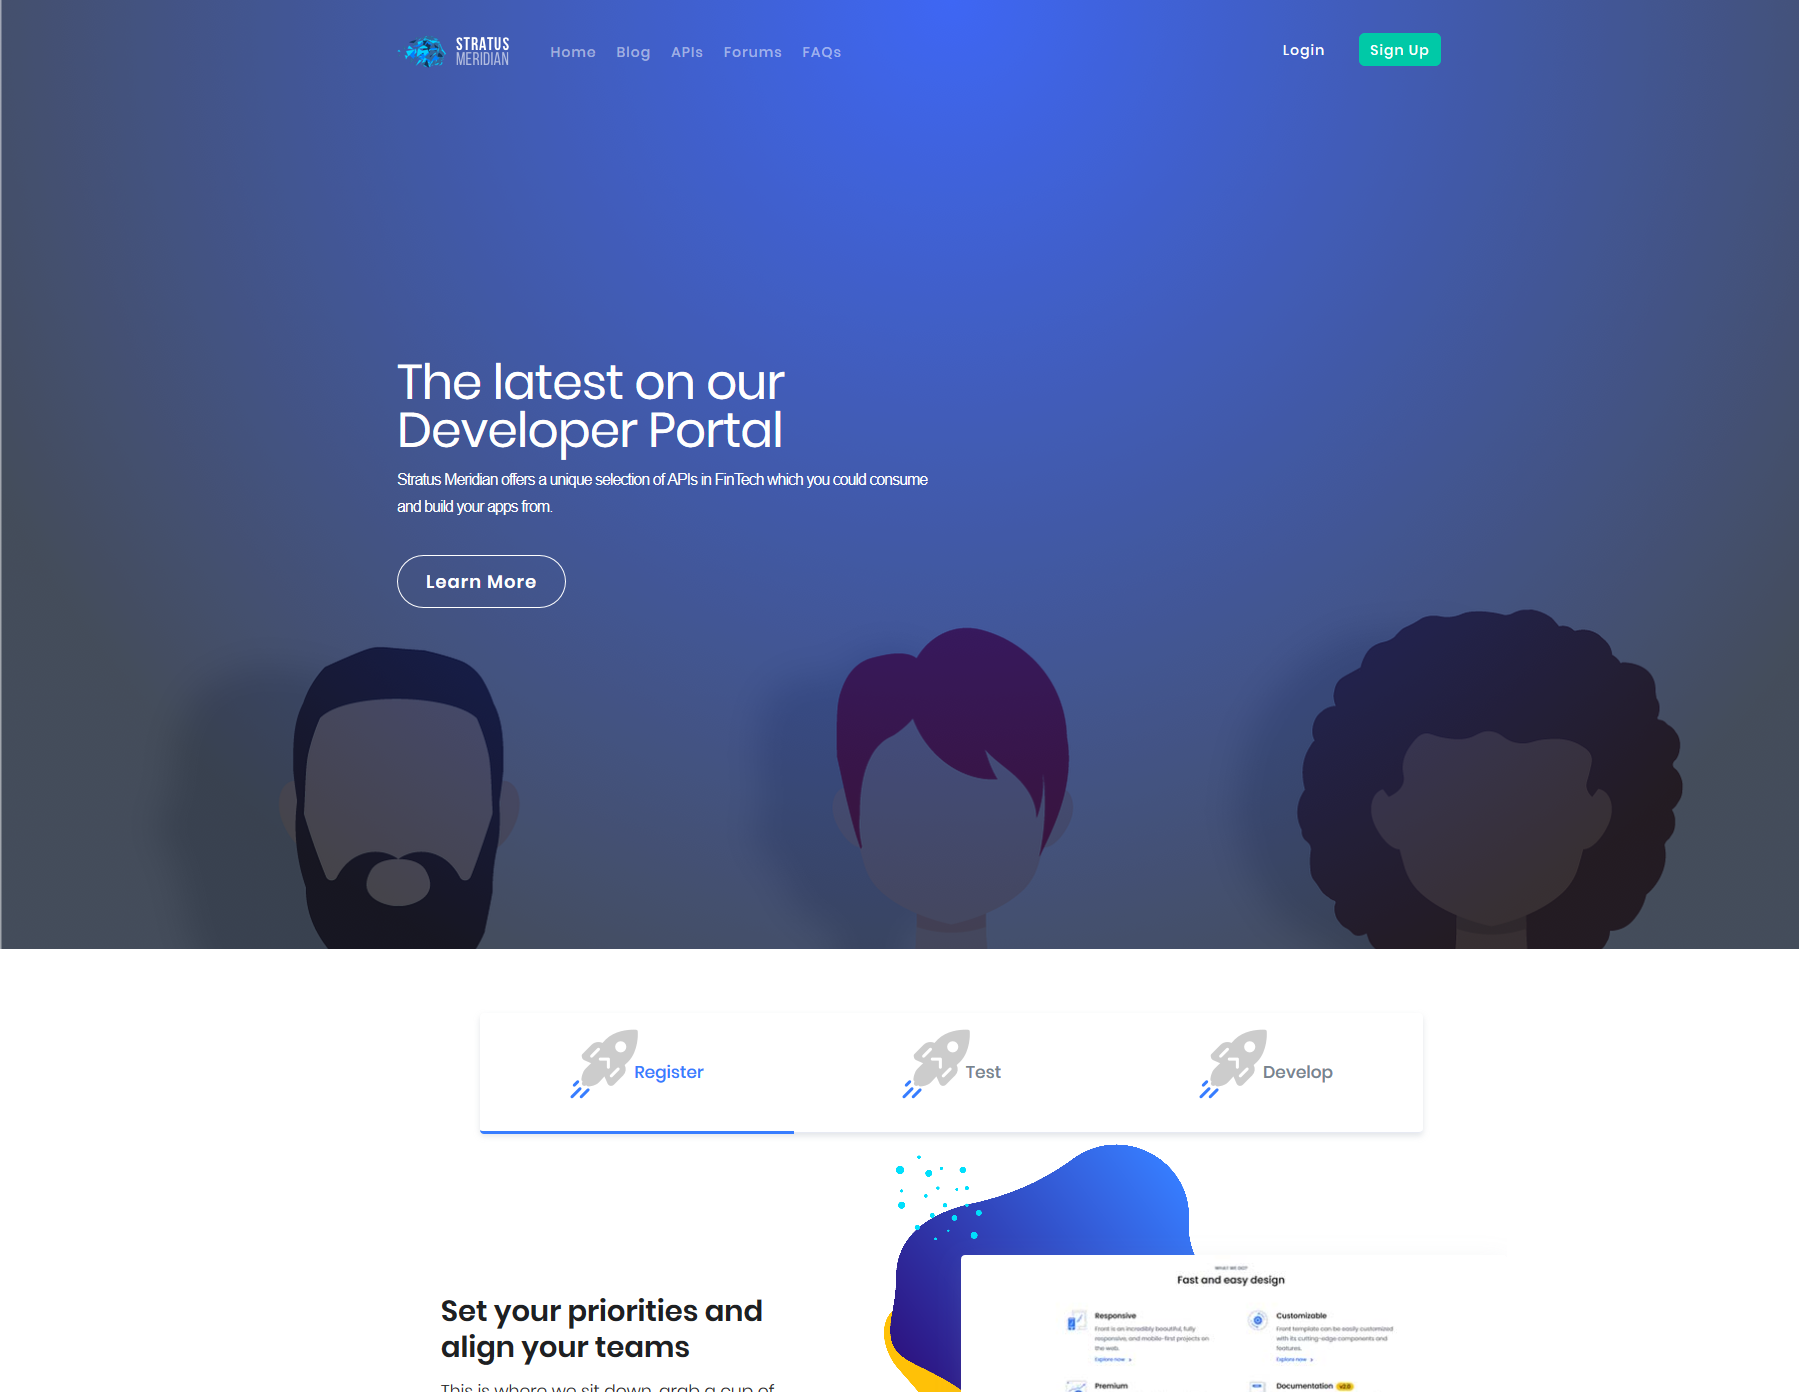 STRATUS
MERIDIAN
Home Blog APIs Forums FAQs
Login
Sign Up
The latest on our
Developer Portal
Stratus Meridian offers a unique selection of APIs in FinTech which you could consume
and build your apps from.
Learn More
Register
Test
Develop
Set your priorities and
align your teams
This is where we sit down, grab a cup of
WHAT WE DO?
Fast and easy design
Responsive
Front is an incredibly beautiful, fully
responsive, and mobile-first projects on
the web.
Explore now
Customizable
Front template can be easily customized
with its cutting-edge components and
features.
Explore now
Premium
Documentation v2.0